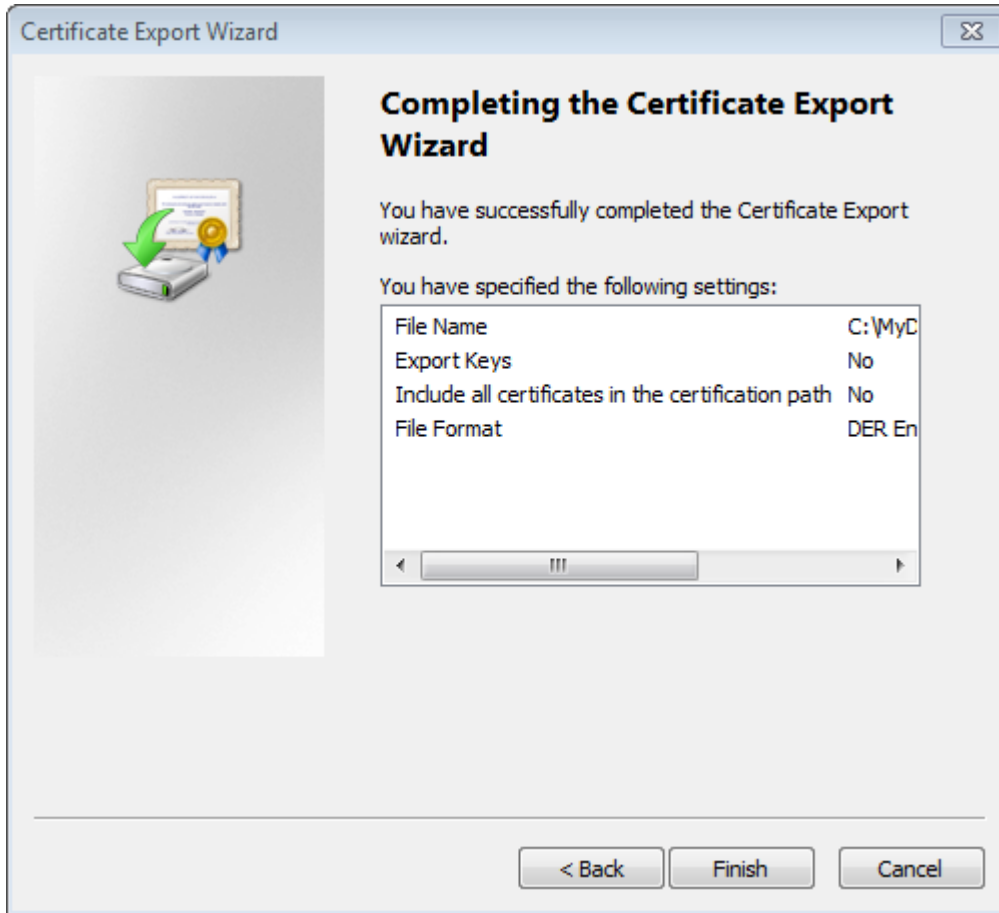 Certificate Export Wizard
Completing the Certificate Export
Wizard
You have successfully completed the Certificate Export
wizard.
You have specified the following settings:
File Name C:\MyD
Export Keys No
Include all certificates in the certification path No
File Format DER En
< Back Finish Cancel